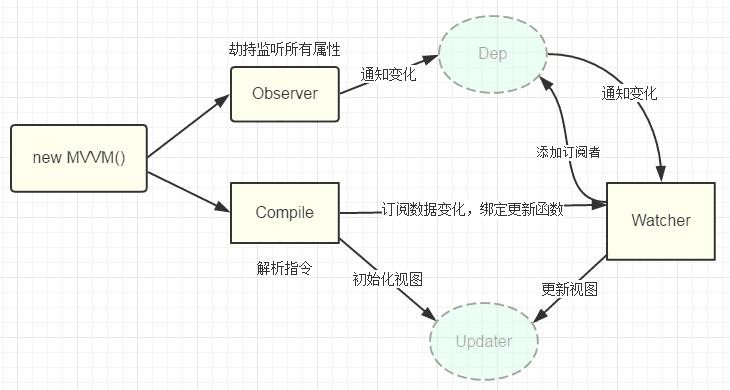 劫持监听所有属性
Dep
Observer
通知变化
通知变化
new MVVM()
添加订阅者
Compile
订阅数据变化，绑定更新函数
Watcher
解析指令
初始化视图
更新视图
Updater